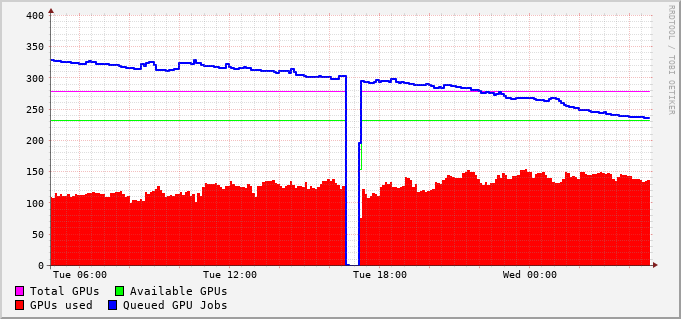 400
350
300
250
200
150
100
50
0
Tue 06:00 Tue 12:00 Tue 18:00 Wed 00:00
Total GPUs Available GPUs
GPUs used Queued GPU Jobs
RRDTOOL / TOBI OETIKER